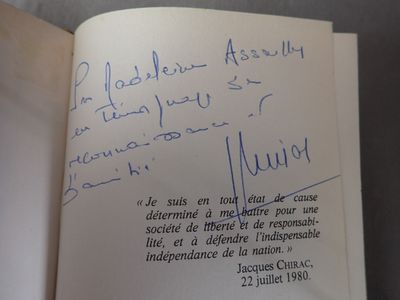 Madeleine Assailly
en témoignage de
reconnaissance et
d'amitié
« Je suis en tout état de cause
déterminé à me battre pour une
société de liberté et de responsabi-
lité, et à défendre l'indispensable
indépendance de la nation. »
Jacques CHIRAC,
22 juillet 1980.